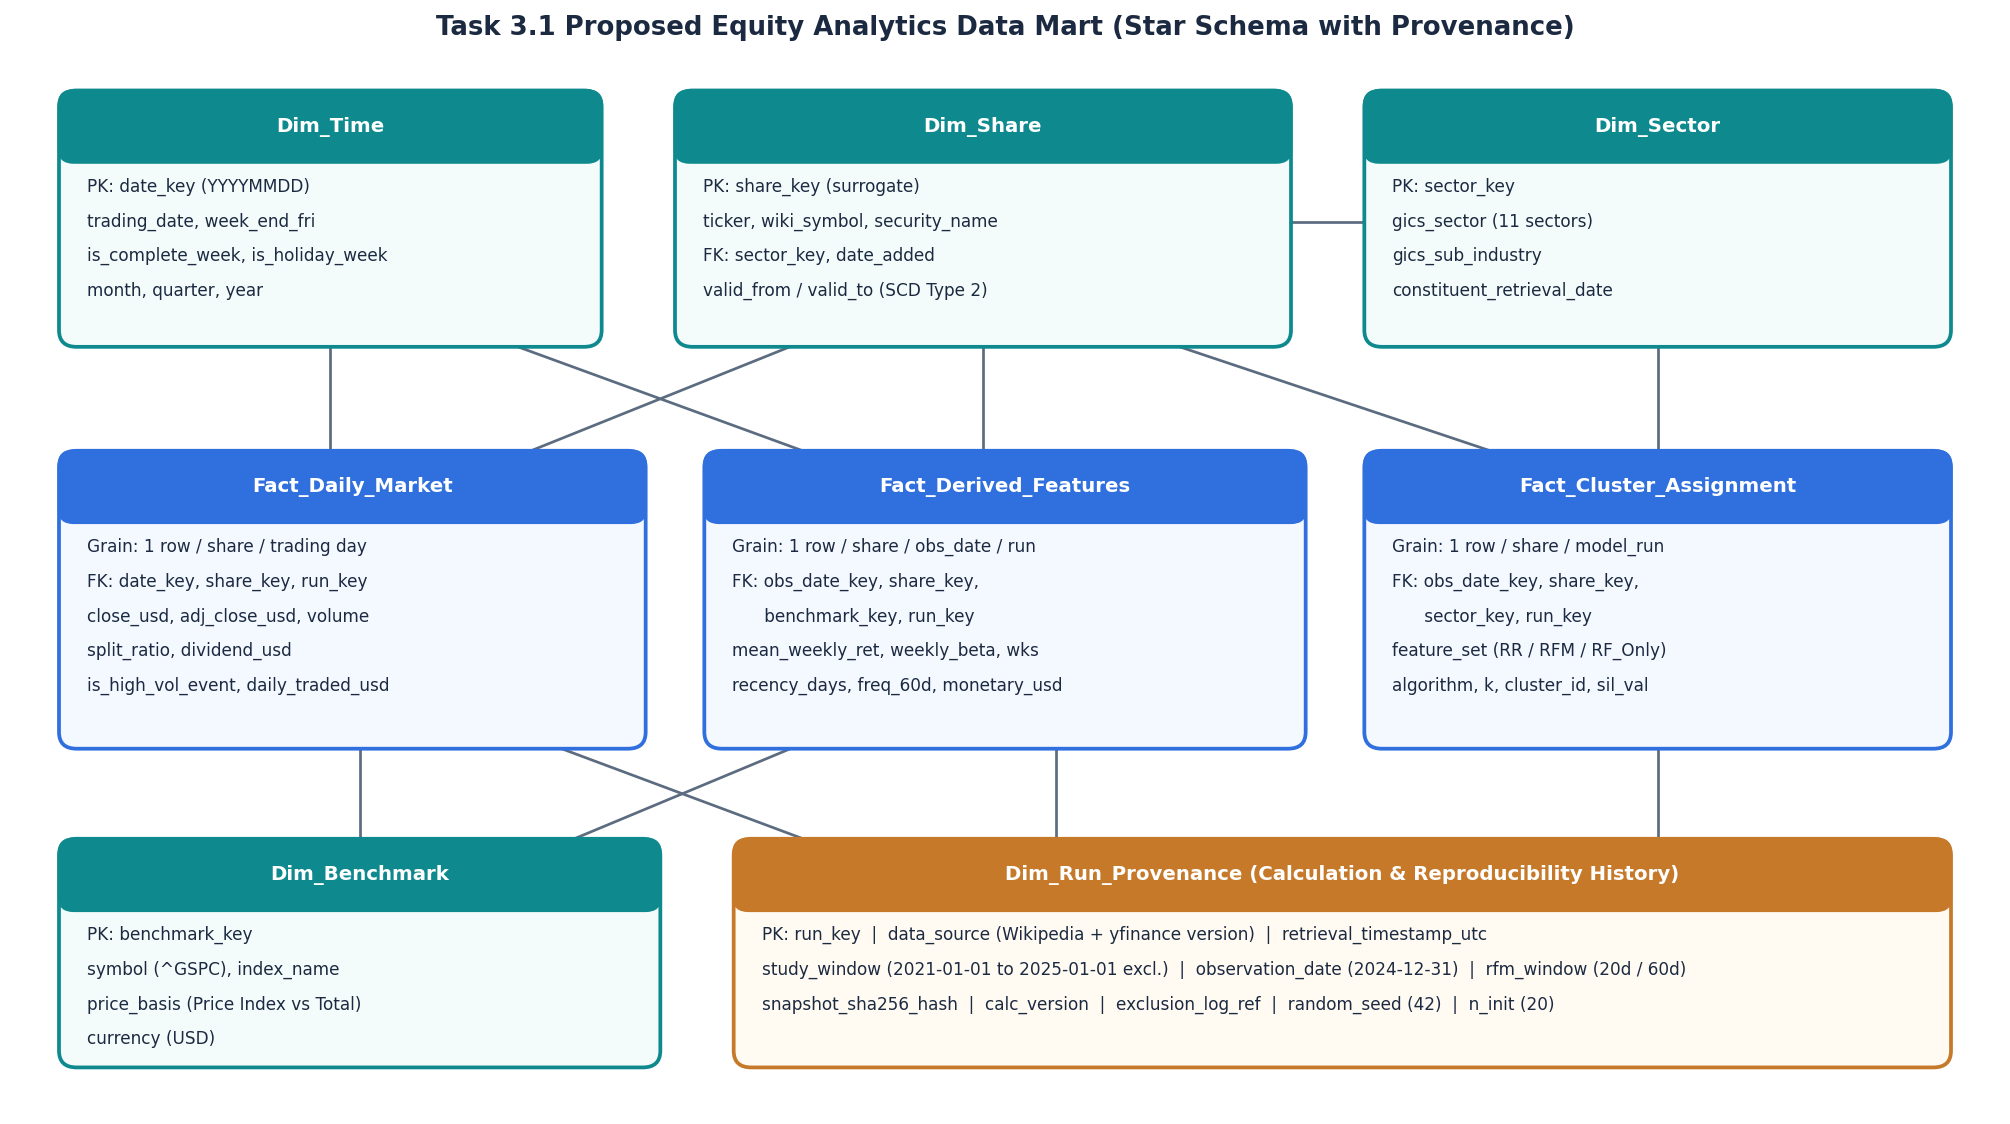 Task 3.1 Proposed Equity Analytics Data Mart (Star Schema with Provenance)
Dim_Time
PK: date_key (YYYYMMDD)
trading_date, week_end_fri
is_complete_week, is_holiday_week
month, quarter, year
Dim_Share
PK: share_key (surrogate)
ticker, wiki_symbol, security_name
FK: sector_key, date_added
valid_from / valid_to (SCD Type 2)
Dim_Sector
PK: sector_key
gics_sector (11 sectors)
gics_sub_industry
constituent_retrieval_date
Fact_Daily_Market
Grain: 1 row / share / trading day
FK: date_key, share_key, run_key
close_usd, adj_close_usd, volume
split_ratio, dividend_usd
is_high_vol_event, daily_traded_usd
Fact_Derived_Features
Grain: 1 row / share / obs_date / run
FK: obs_date_key, share_key,
benchmark_key, run_key
mean_weekly_ret, weekly_beta, wks
recency_days, freq_60d, monetary_usd
Fact_Cluster_Assignment
Grain: 1 row / share / model_run
FK: obs_date_key, share_key,
sector_key, run_key
feature_set (RR / RFM / RF_Only)
algorithm, k, cluster_id, sil_val
Dim_Benchmark
PK: benchmark_key
symbol (^GSPC), index_name
price_basis (Price Index vs Total)
currency (USD)
Dim_Run_Provenance (Calculation & Reproducibility History)
PK: run_key | data_source (Wikipedia + yfinance version) | retrieval_timestamp_utc
study_window (2021-01-01 to 2025-01-01 excl.) | observation_date (2024-12-31) | rfm_window (20d / 60d)
snapshot_sha256_hash | calc_version | exclusion_log_ref | random_seed (42) | n_init (20)